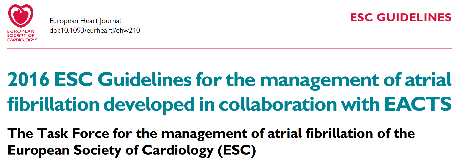 European Heart Journal
doi:10.1093/eurheartj/ehw210
ESC GUIDELINES
EUROPEAN
SOCIETY OF
CARDIOLOGY®
2016 ESC Guidelines for the management of atrial
fibrillation developed in collaboration with EACTS
The Task Force for the management of atrial fibrillation of the
European Society of Cardiology (ESC)